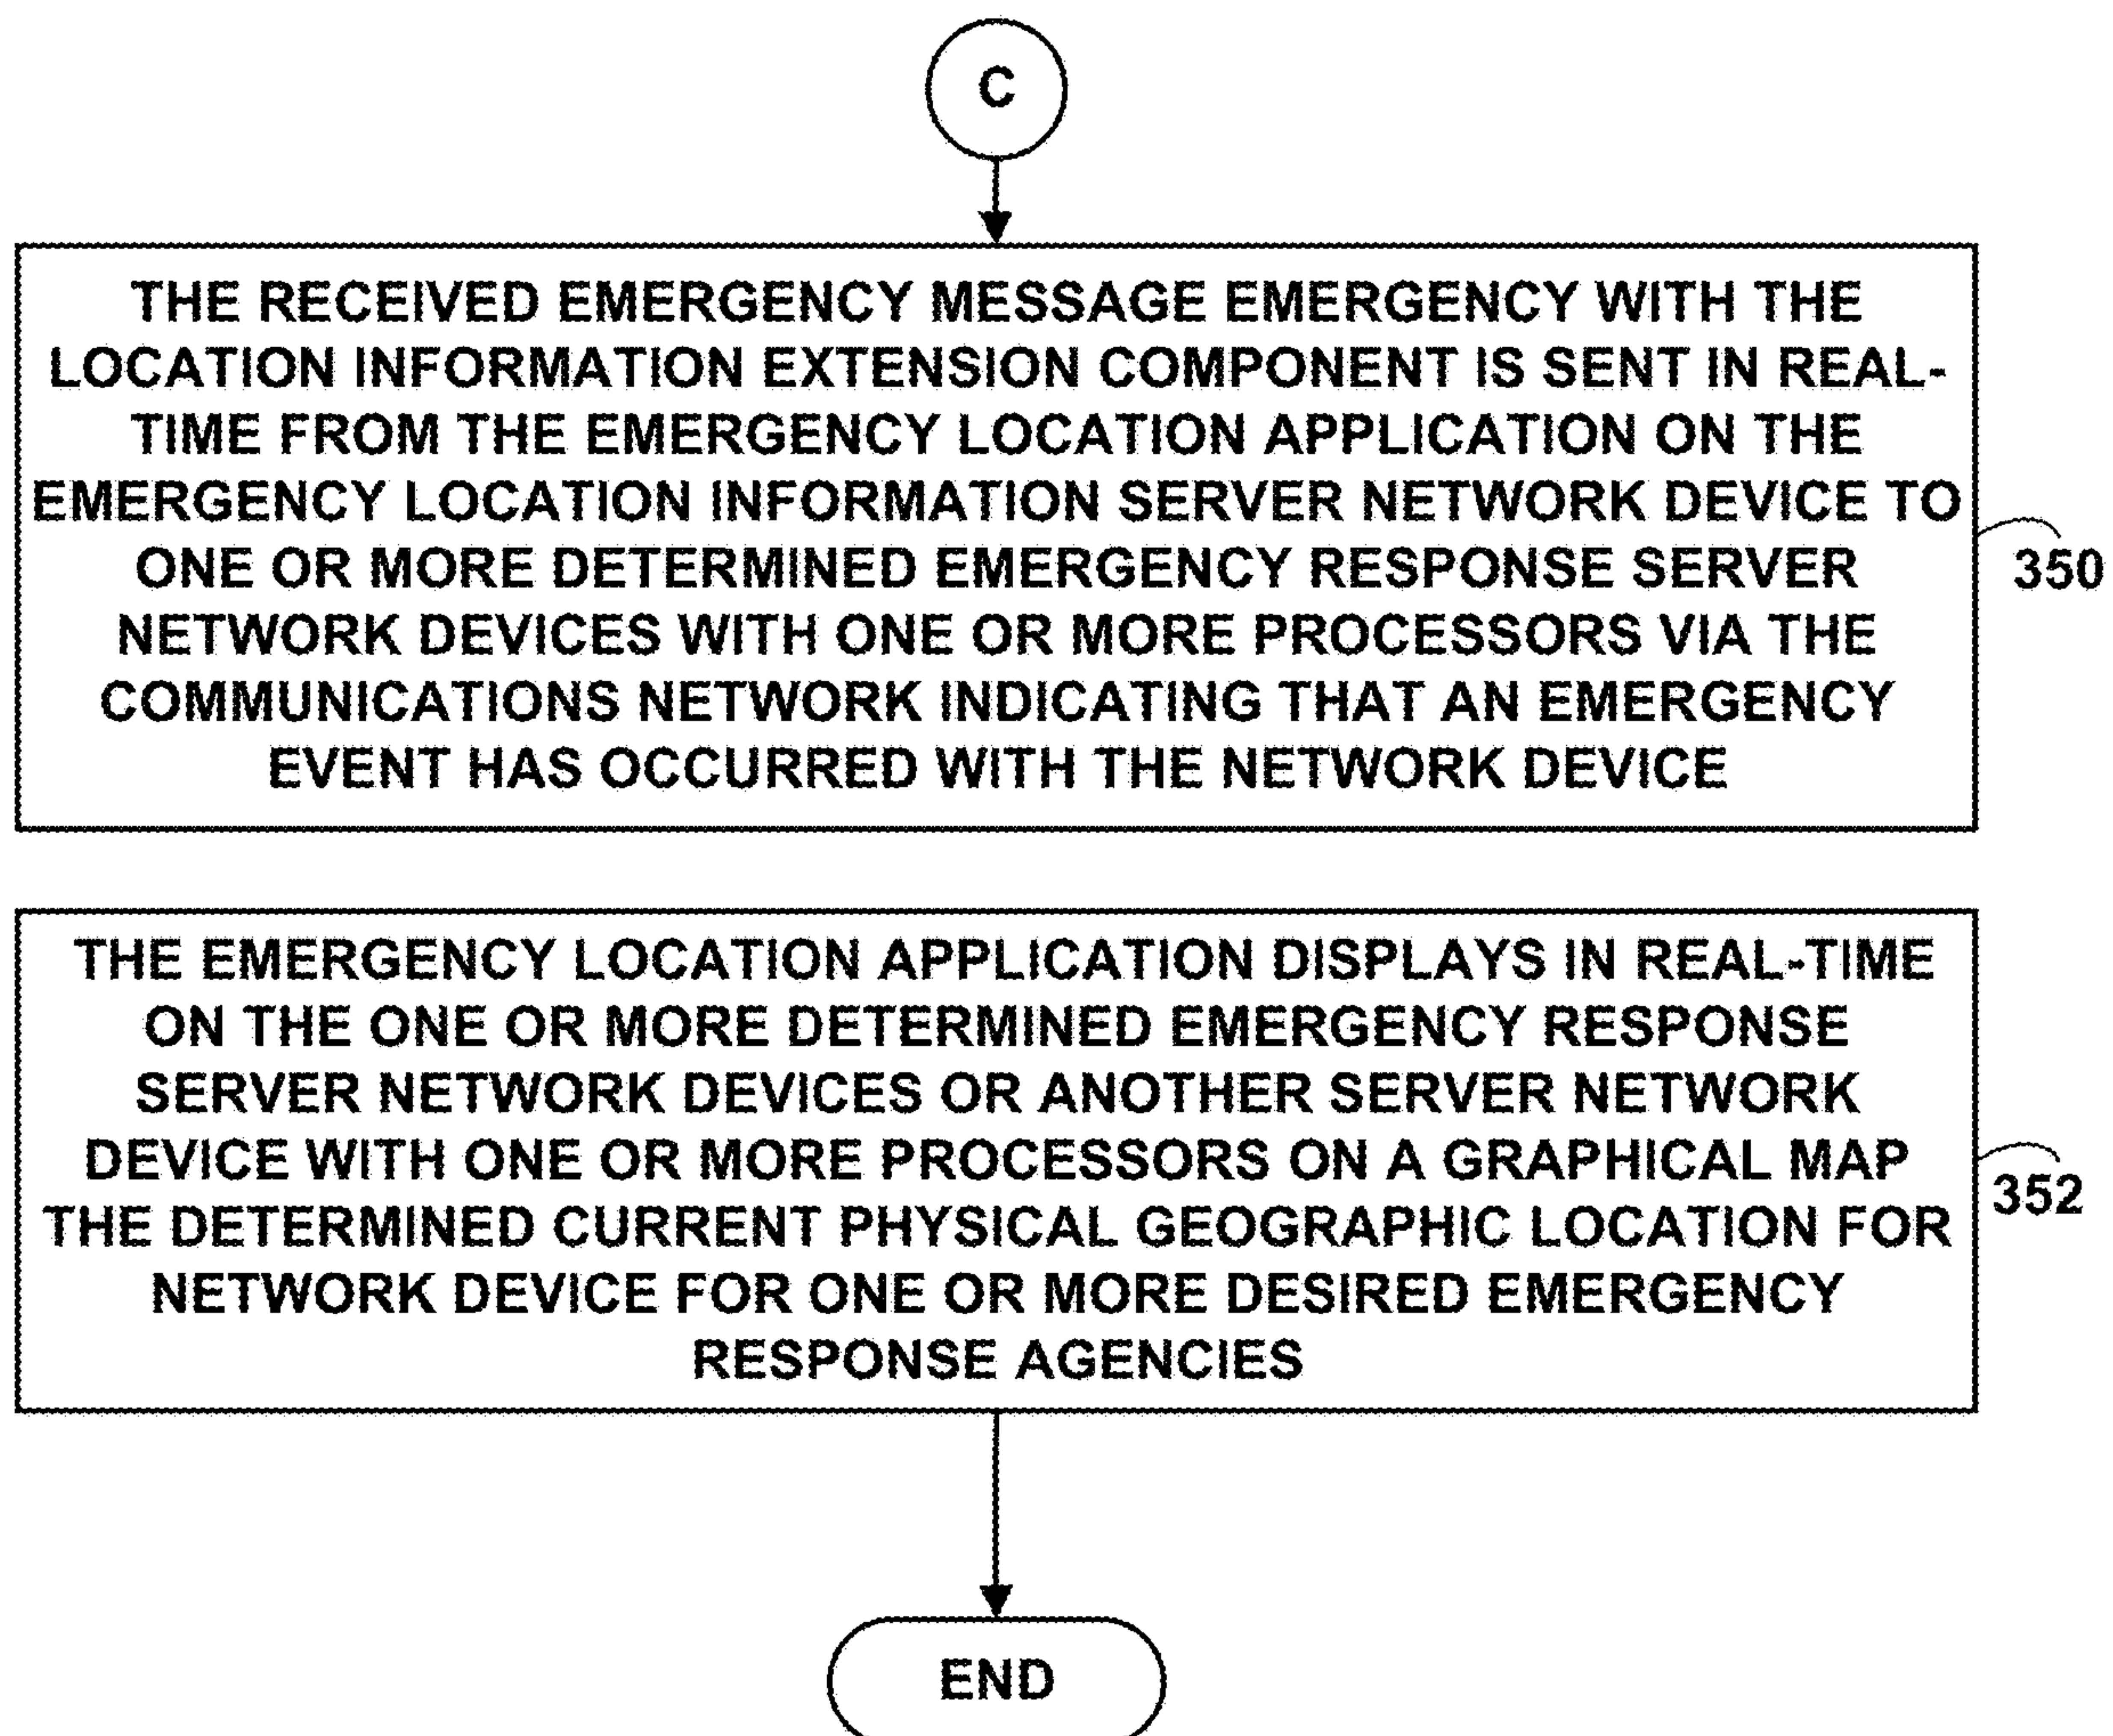 C
THE RECEIVED EMERGENCY MESSAGE EMERGENCY WITH THE
LOCATION INFORMATION EXTENSION COMPONENT IS SENT IN REAL-
TIME FROM THE EMERGENCY LOCATION APPLICATION ON THE
EMERGENCY LOCATION INFORMATION SERVER NETWORK DEVICE TO
ONE OR MORE DETERMINED EMERGENCY RESPONSE SERVER
NETWORK DEVICES WITH ONE OR MORE PROCESSORS VIA THE
COMMUNICATIONS NETWORK INDICATING THAT AN EMERGENCY
EVENT HAS OCCURRED WITH THE NETWORK DEVICE
350
THE EMERGENCY LOCATION APPLICATION DISPLAYS IN REAL-TIME
ON THE ONE OR MORE DETERMINED EMERGENCY RESPONSE
SERVER NETWORK DEVICES OR ANOTHER SERVER NETWORK
DEVICE WITH ONE OR MORE PROCESSORS ON A GRAPHICAL MAP
THE DETERMINED CURRENT PHYSICAL GEOGRAPHIC LOCATION FOR
NETWORK DEVICE FOR ONE OR MORE DESIRED EMERGENCY
RESPONSE AGENCIES
352
END